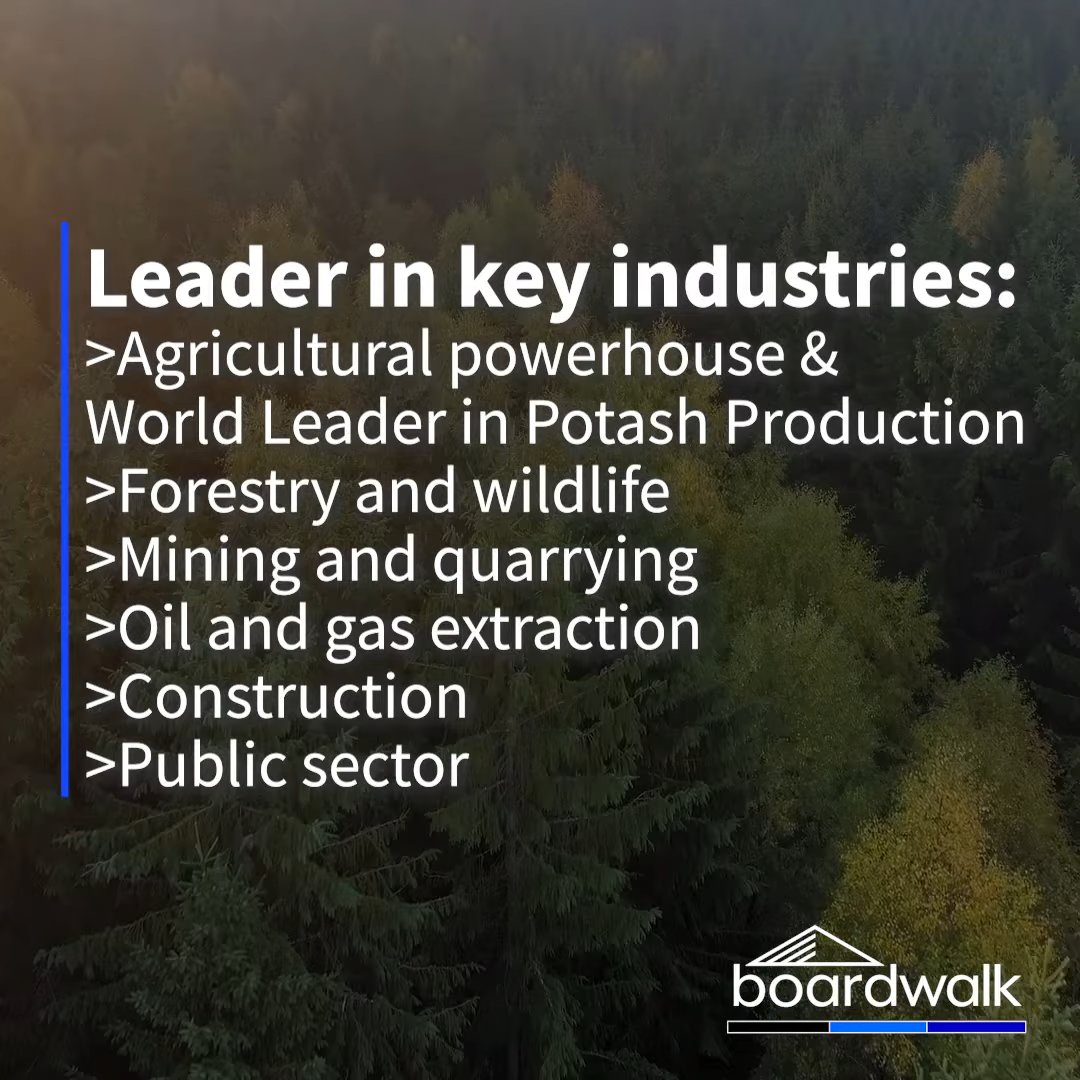 Leader in key industries:
>Agricultural powerhouse &
World Leader in Potash Production
>Forestry and wildlife
>Mining and quarrying
>Oil and gas extraction
>Construction
>Public sector
boardwalk